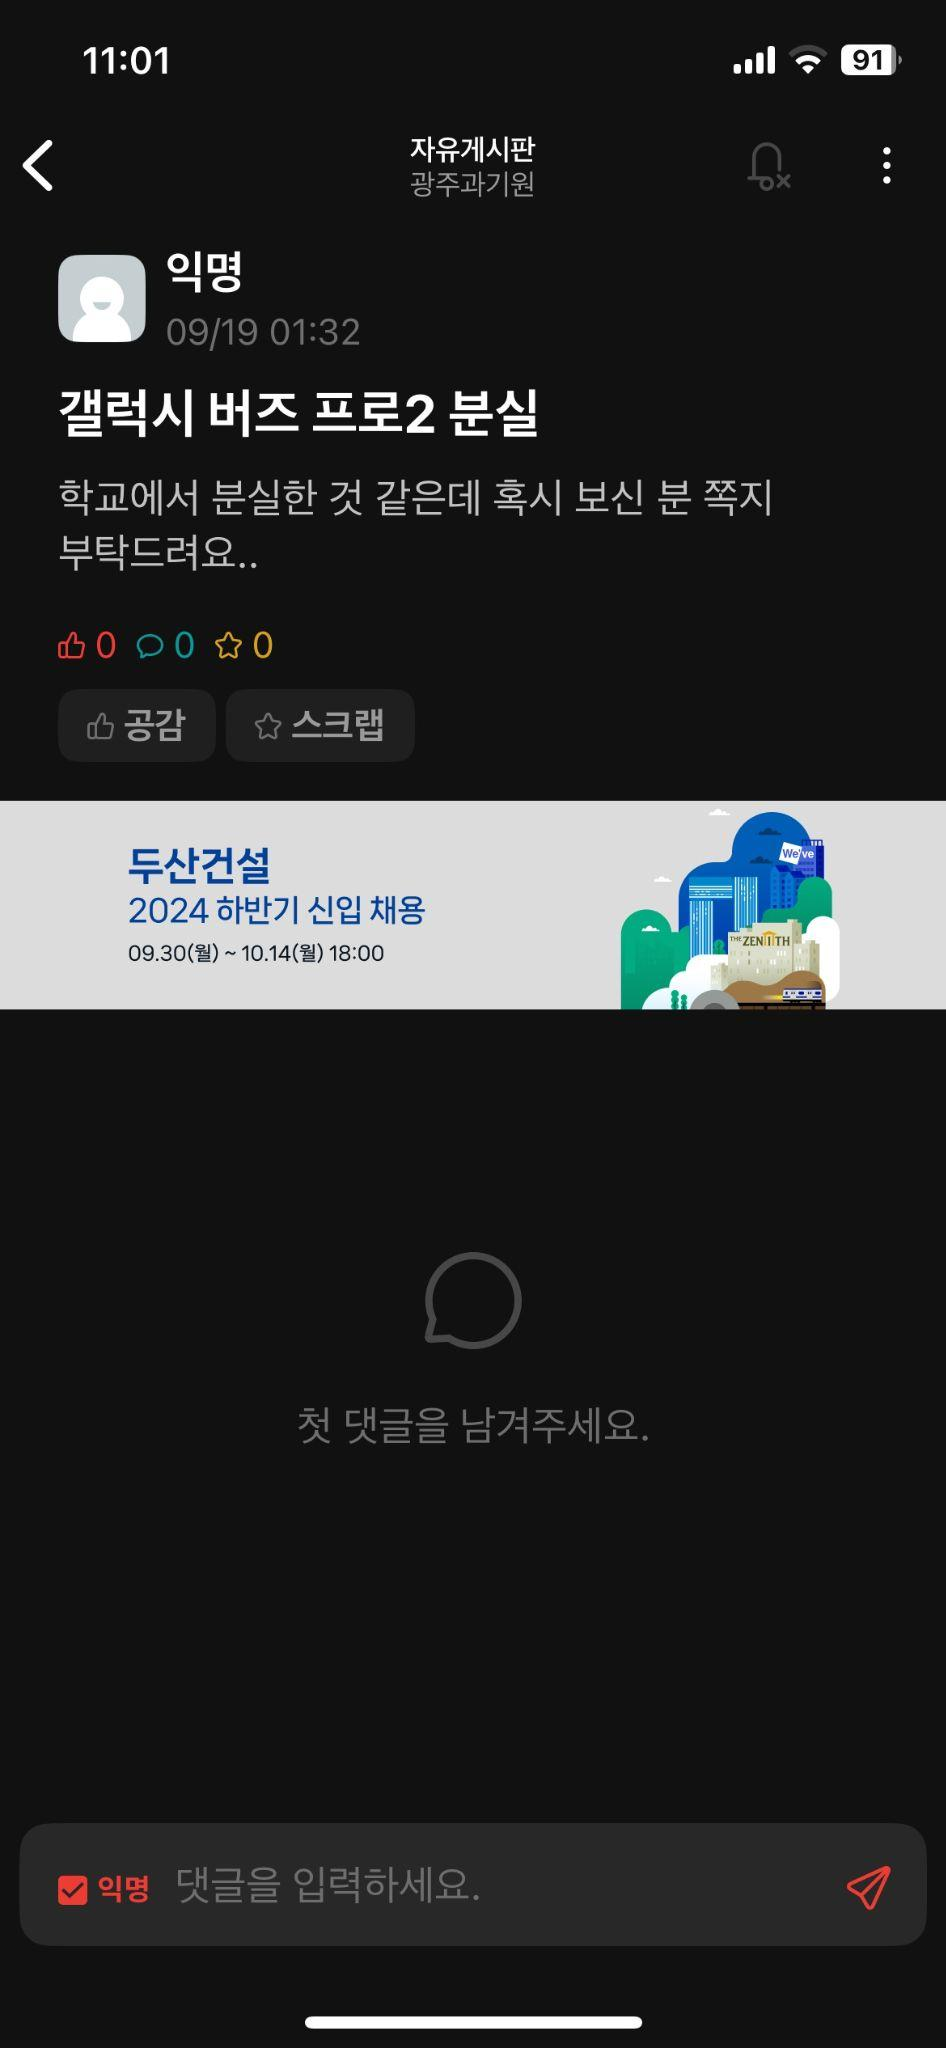 11:01
91
자유게시판
광주과기원
익명
09/19 01:32
갤럭시 버즈 프로2 분실
학교에서 분실한 것 같은데 혹시 보신 분 쪽지
부탁드려요..
0 0 0
공감 스크랩
두산건설
2024 하반기 신입 채용
09.30(월) ~ 10.14(월) 18:00
We've
THE ZENITH
첫 댓글을 남겨주세요.
익명 댓글을 입력하세요.